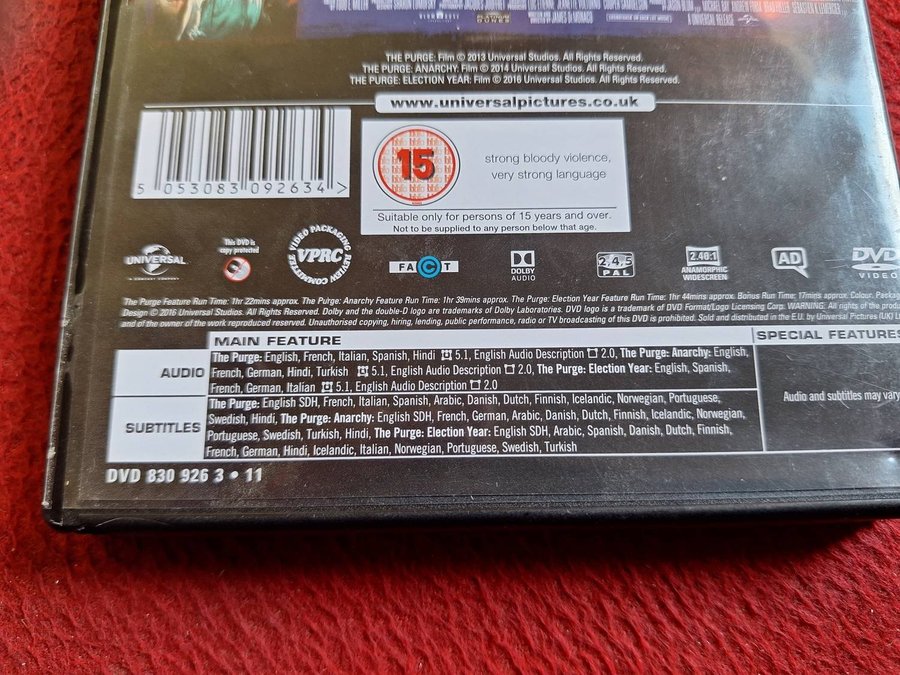 THE PURGE: Film © 2013 Universal Studios. All Rights Reserved.
THE PURGE: ANARCHY: Film © 2014 Universal Studios. All Rights Reserved.
THE PURGE: ELECTION YEAR: Film © 2016 Universal Studios. All Rights Reserved.
www.universalpictures.co.uk
5 053083 092634 >
15
strong bloody violence,
very strong language
Suitable only for persons of 15 years and over.
Not to be supplied to any person below that age.
UNIVERSAL
This DVD is
copy protected
VIDEO PACKAGING REVIEW COMMITTEE
VPRC
FACT
DOLBY
AUDIO
2,4,5
PAL
2.40:1
ANAMORPHIC
WIDESCREEN
AD
DVD
VIDEO
The Purge Feature Run Time: 1hr 22mins approx. The Purge: Anarchy Feature Run Time: 1hr 39mins approx. The Purge: Election Year Feature Run Time: 1hr 44mins approx. Bonus Run Time: 17mins approx. Colour.
Design © 2016 Universal Studios. All Rights Reserved. Dolby and the double-D logo are trademarks of Dolby Laboratories. DVD logo is a trademark of DVD Format/Logo Licensing Corp. WARNING. All rights of the
and of the owner of the work reproduced reserved. Unauthorised copying, hiring, lending, public performance, radio or TV broadcasting of this DVD is prohibited. Sold and distributed in the E.U. by Universal Pictures (UK)
MAIN FEATURE
SPECIAL FEATURES
AUDIO
The Purge: English, French, Italian, Spanish, Hindi 5.1, English Audio Description 2.0, The Purge: Anarchy: English,
French, German, Hindi, Turkish 5.1, English Audio Description 2.0, The Purge: Election Year: English, Spanish,
French, German, Italian 5.1, English Audio Description 2.0
Audio and subtitles may vary
SUBTITLES
The Purge: English SDH, French, Italian, Spanish, Arabic, Danish, Dutch, Finnish, Icelandic, Norwegian, Portuguese,
Swedish, Hindi, The Purge: Anarchy: English SDH, French, German, Arabic, Danish, Dutch, Finnish, Icelandic, Norwegian,
Portuguese, Swedish, Turkish, Hindi, The Purge: Election Year: English SDH, Arabic, Spanish, Danish, Dutch, Finnish,
French, German, Hindi, Icelandic, Italian, Norwegian, Portuguese, Swedish, Turkish
DVD 830 926 3 • 11